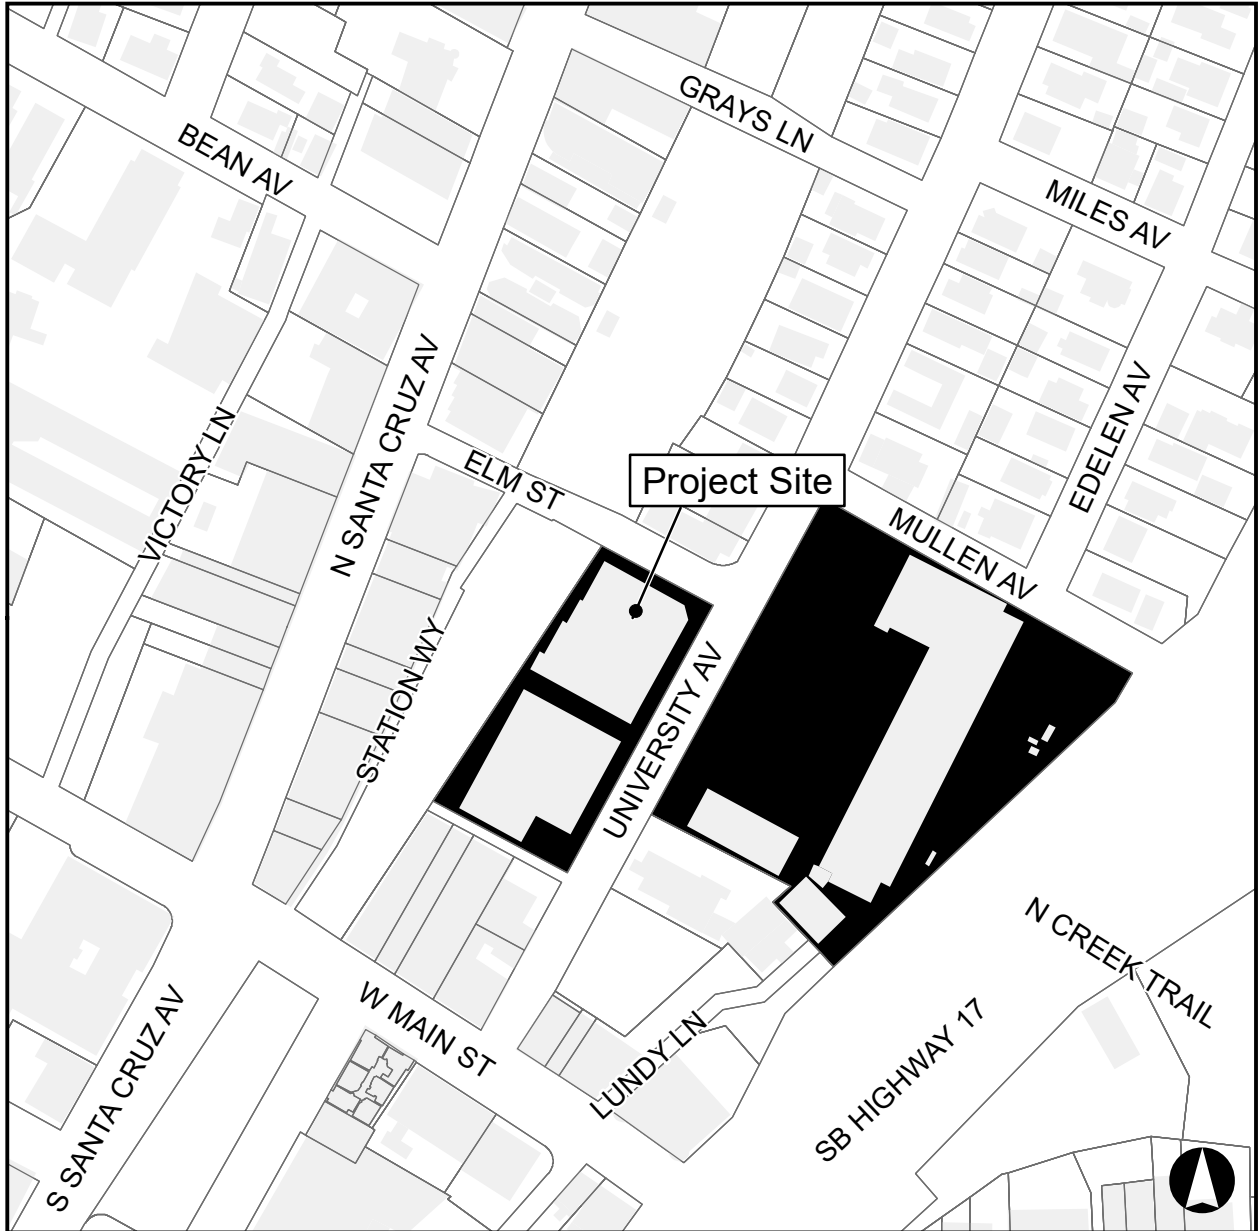 GRAYS LN
BEAN AV
MILES AV
N SANTA CRUZ AV
EDELEN AV
VICTORY LN
ELM ST
Project Site
MULLEN AV
STATION WY
UNIVERSITY AV
N CREEK TRAIL
W MAIN ST
S SANTA CRUZ AV
LUNDY LN
SB HIGHWAY 17